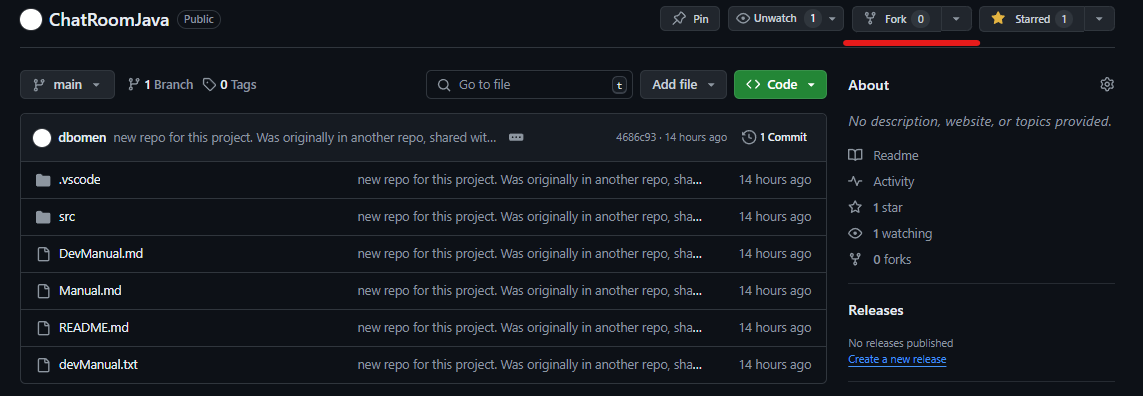 ChatRoomJava Public Pin Unwatch 1 Fork 0 Starred 1
main 1 Branch 0 Tags Go to file t Add file Code
dbomen new repo for this project. Was originally in another repo, shared wit... 4686c93 · 14 hours ago 1 Commit
.vscode new repo for this project. Was originally in another repo, sha... 14 hours ago
src new repo for this project. Was originally in another repo, sha... 14 hours ago
DevManual.md new repo for this project. Was originally in another repo, sha... 14 hours ago
Manual.md new repo for this project. Was originally in another repo, sha... 14 hours ago
README.md new repo for this project. Was originally in another repo, sha... 14 hours ago
devManual.txt new repo for this project. Was originally in another repo, sha... 14 hours ago
About
No description, website, or topics provided.
Readme
Activity
1 star
1 watching
0 forks
Releases
No releases published
Create a new release